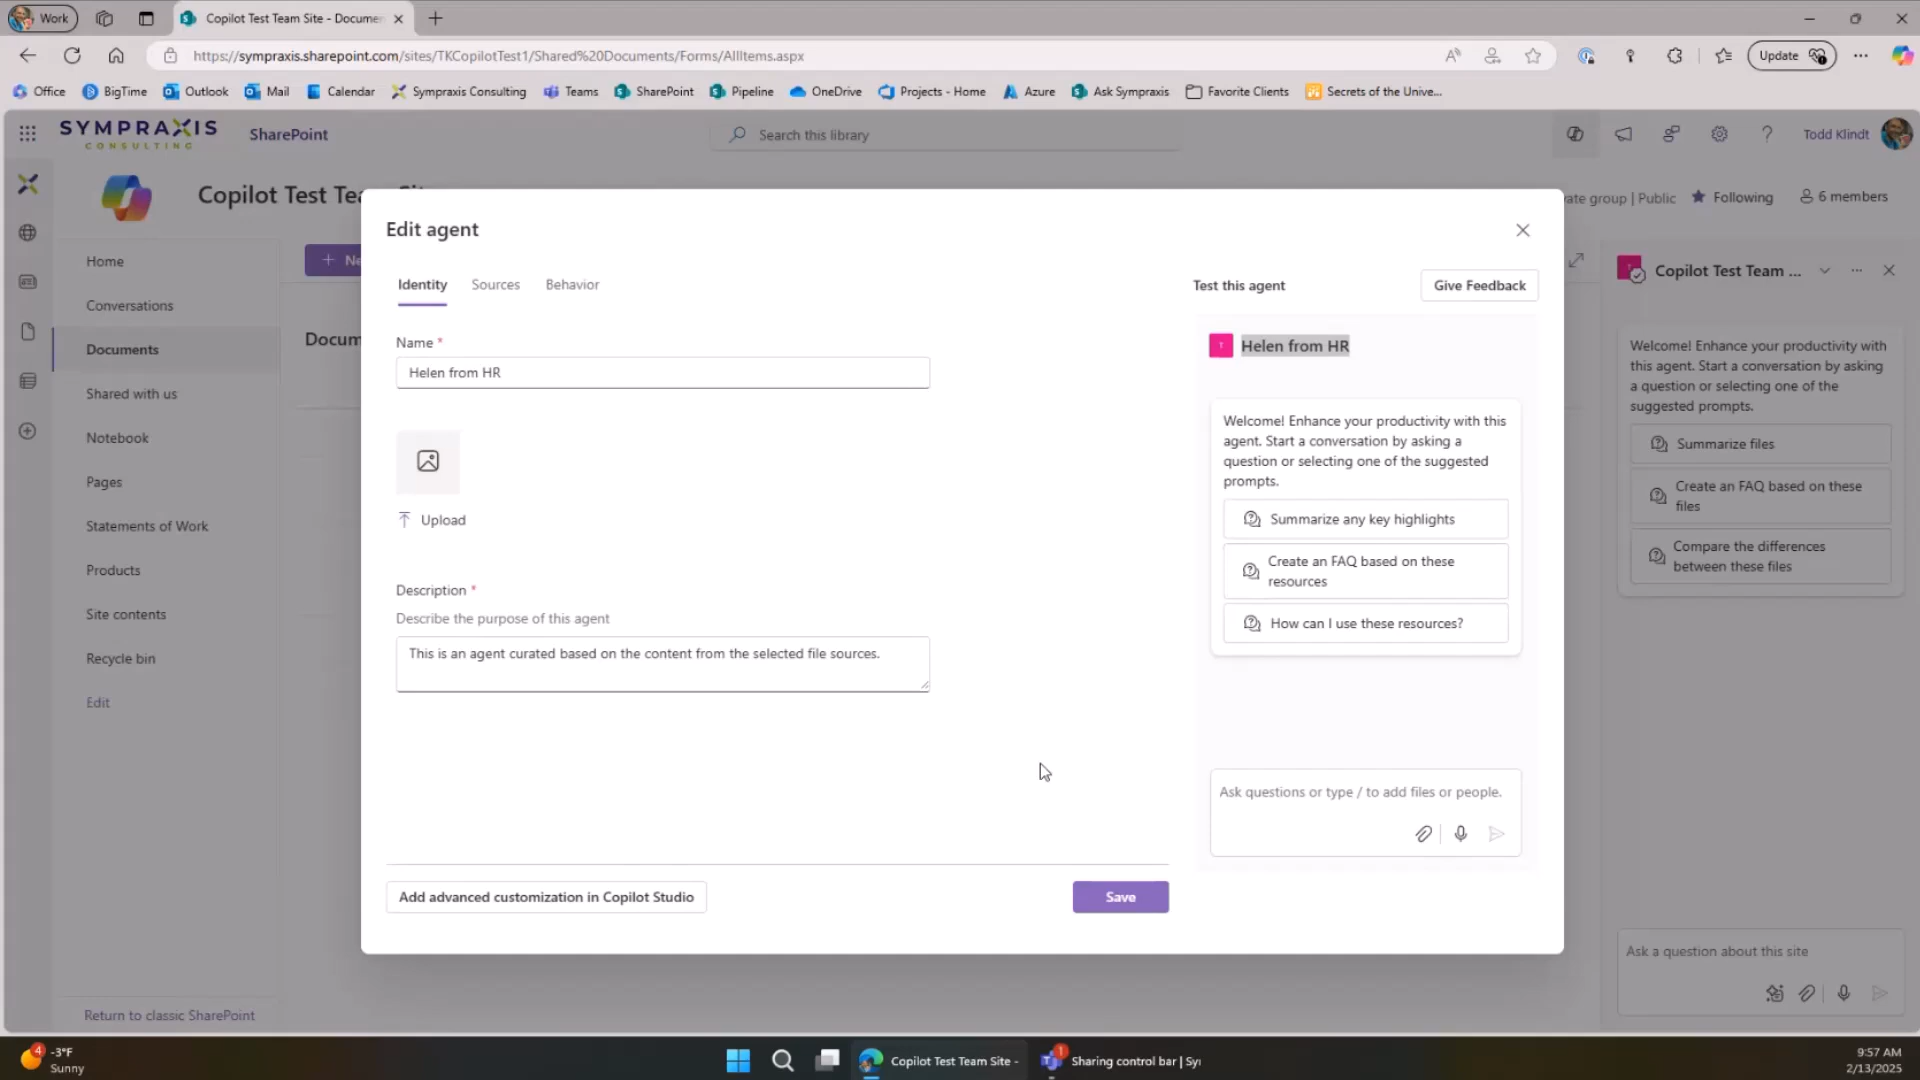 Work
Copilot Test Team Site - Documen
https://sympraxis.sharepoint.com/sites/TKCopilotTest1/Shared%20Documents/Forms/AllItems.aspx
Update
Office
BigTime
Outlook
Mail
Calendar
Sympraxis Consulting
Teams
SharePoint
Pipeline
OneDrive
Projects - Home
Azure
Ask Sympraxis
Favorite Clients
Secrets of the Unive...
SYMPRAXIS
CONSULTING
SharePoint
Search this library
Todd Klindt
Copilot Test Tea
ate group | Public
Following
6 members
Home
Conversations
Documents
Shared with us
Notebook
Pages
Statements of Work
Products
Site contents
Recycle bin
Edit
Return to classic SharePoint
+ Ne
Docum
Edit agent
Identity
Sources
Behavior
Name *
Helen from HR
Upload
Description *
Describe the purpose of this agent
This is an agent curated based on the content from the selected file sources.
Add advanced customization in Copilot Studio
Save
Test this agent
Give Feedback
T
Helen from HR
Welcome! Enhance your productivity with this
agent. Start a conversation by asking a
question or selecting one of the suggested
prompts.
Summarize any key highlights
Create an FAQ based on these
resources
How can I use these resources?
Ask questions or type / to add files or people.
Copilot Test Team ...
Welcome! Enhance your productivity with
this agent. Start a conversation by asking
a question or selecting one of the
suggested prompts.
Summarize files
Create an FAQ based on these
files
Compare the differences
between these files
Ask a question about this site
4
-3°F
Sunny
Copilot Test Team Site -
1
Sharing control bar | Syı
9:57 AM
2/13/2025